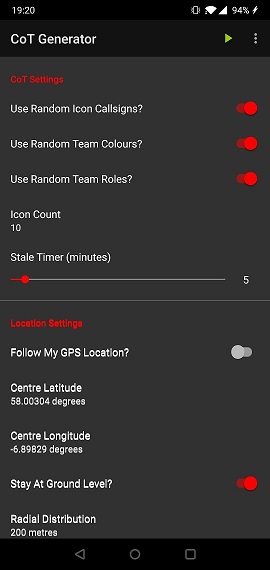 19:20
94%
CoT Generator
CoT Settings
Use Random Icon Callsigns?
Use Random Team Colours?
Use Random Team Roles?
Icon Count
10
Stale Timer (minutes)
5
Location Settings
Follow My GPS Location?
Centre Latitude
58.00304 degrees
Centre Longitude
-6.89829 degrees
Stay At Ground Level?
Radial Distribution
200 metres